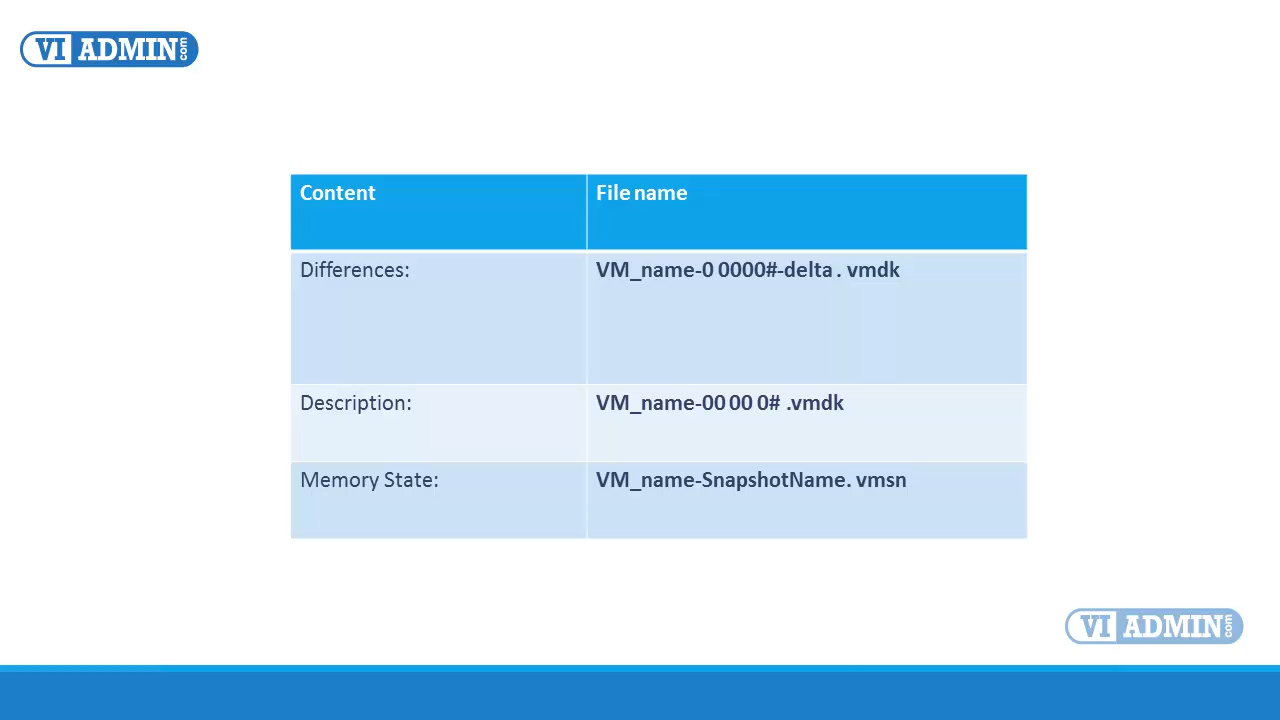 VI ADMIN.com
Content File name
Differences: VM_name-0 0000#-delta . vmdk
Description: VM_name-00 00 0# .vmdk
Memory State: VM_name-SnapshotName. vmsn
VI ADMIN.com